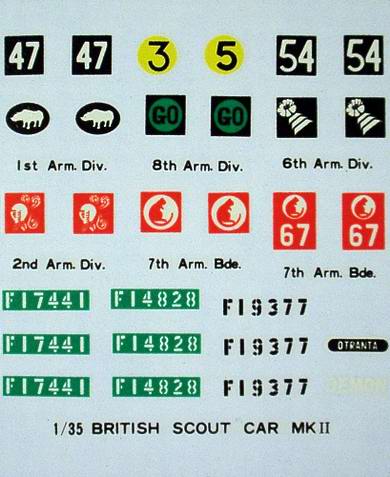 47 47 3 5 54 54
GO GO
1st Arm. Div. 8th Arm. Div. 6th Arm. Div.
67 67
2nd Arm. Div. 7th Arm. Bde. 7th Arm. Bde.
F17441 F14828 F19377
F17441 F14828 F19377 OTRANTA
F17441 F14828 F19377 DEMON
1/35 BRITISH SCOUT CAR MKII